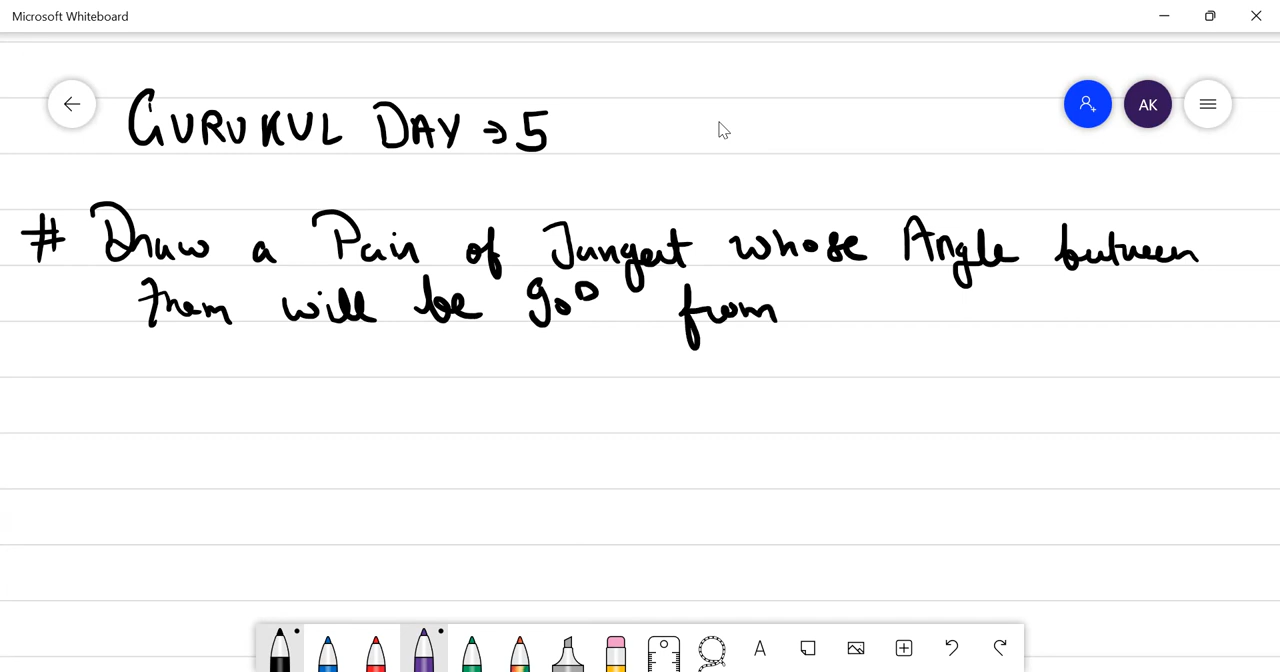 Microsoft Whiteboard
AK
GURUKUL DAY → 5
# Draw a Pair of Tangent whose Angle between
them will be 90° from
A